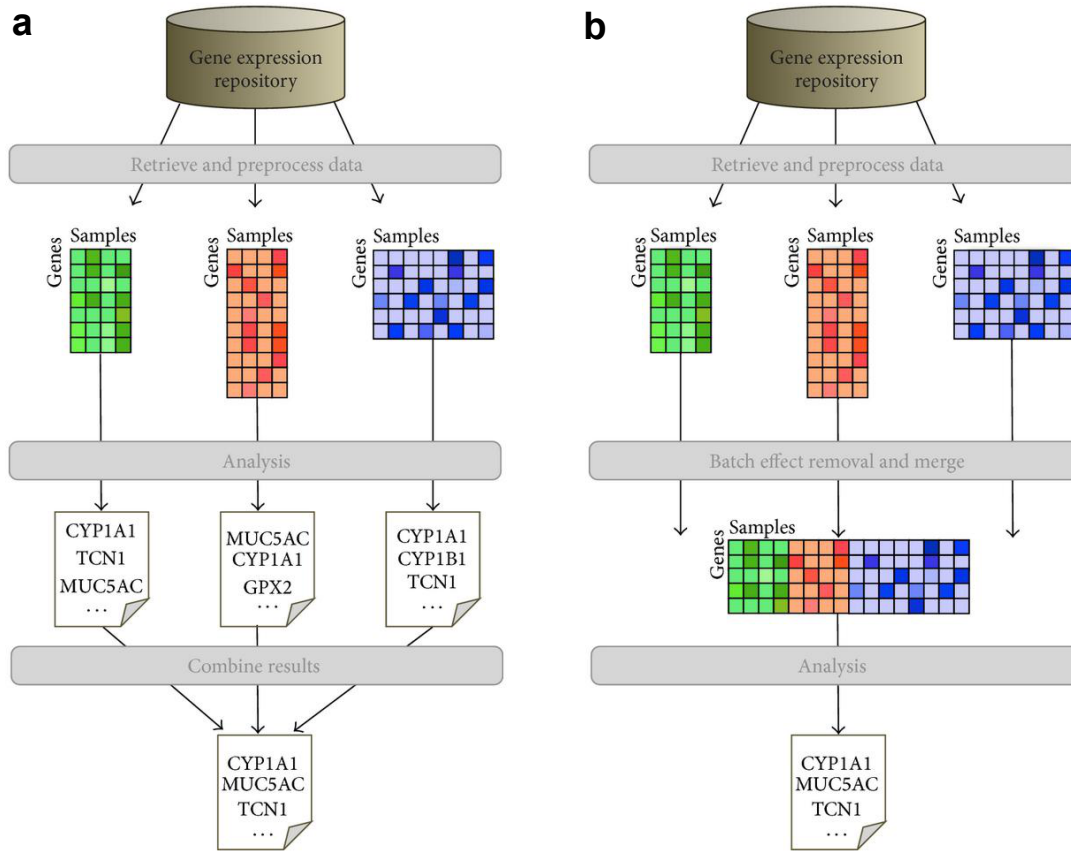 a
Gene expression
repository
Retrieve and preprocess data
Samples
Genes
Samples
Genes
Samples
Genes
Analysis
CYP1A1
TCN1
MUC5AC
...
MUC5AC
CYP1A1
GPX2
...
CYP1A1
CYP1B1
TCN1
...
Combine results
CYP1A1
MUC5AC
TCN1
...
b
Gene expression
repository
Retrieve and preprocess data
Samples
Genes
Samples
Genes
Samples
Genes
Batch effect removal and merge
Samples
Genes
Analysis
CYP1A1
MUC5AC
TCN1
...